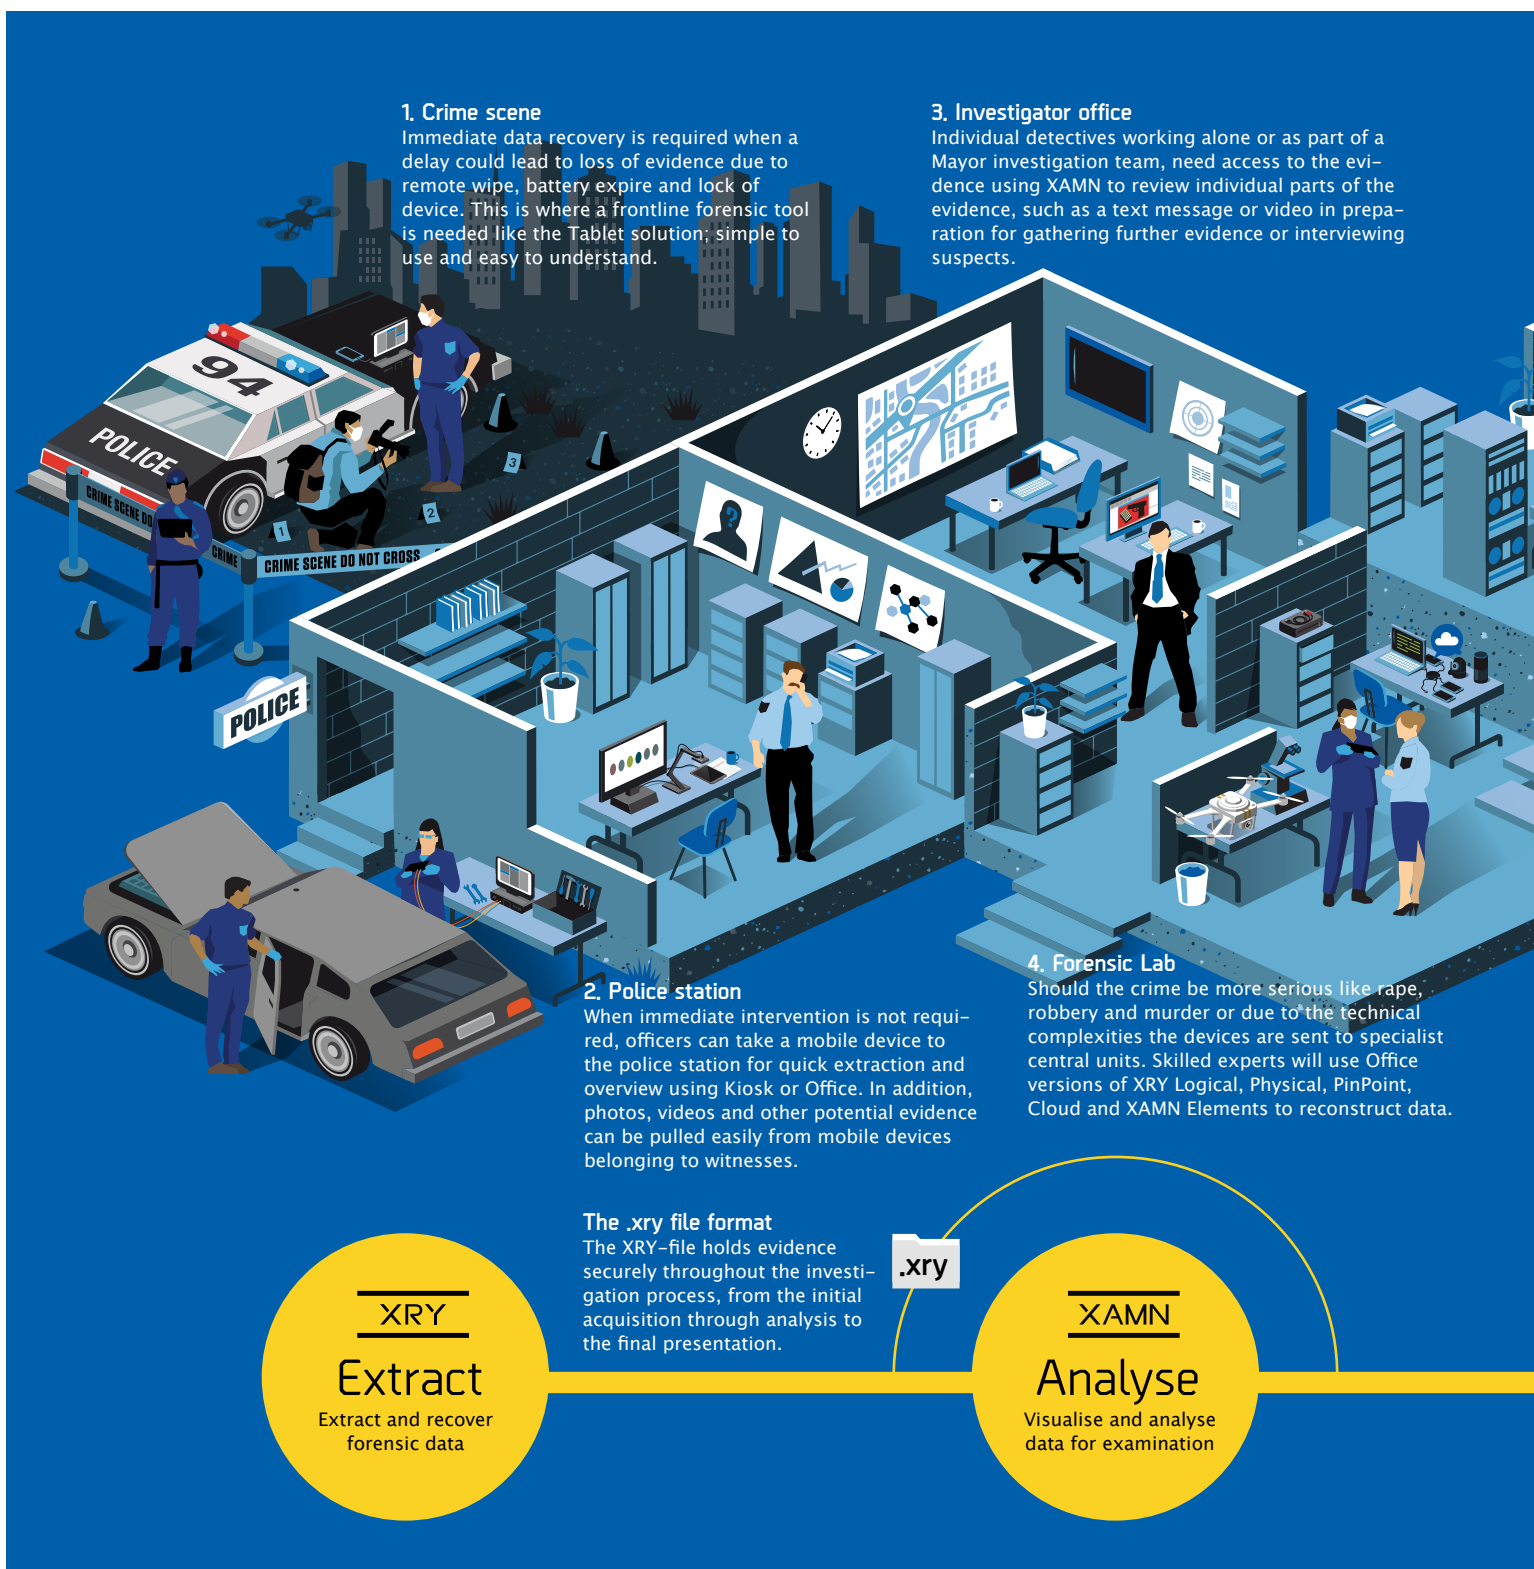 1. Crime scene
Immediate data recovery is required when a
delay could lead to loss of evidence due to
remote wipe, battery expire and lock of
device. This is where a frontline forensic tool
is needed like the Tablet solution; simple to
use and easy to understand.
3. Investigator office
Individual detectives working alone or as part of a
Mayor investigation team, need access to the evi-
dence using XAMN to review individual parts of the
evidence, such as a text message or video in prepa-
ration for gathering further evidence or interviewing
suspects.
94
POLICE
3
2
1
CRIME SCENE DO
CRIME
CRIME SCENE DO NOT CROSS
?
POLICE
2. Police station
When immediate intervention is not requi-
red, officers can take a mobile device to
the police station for quick extraction and
overview using Kiosk or Office. In addition,
photos, videos and other potential evidence
can be pulled easily from mobile devices
belonging to witnesses.
4. Forensic Lab
Should the crime be more serious like rape,
robbery and murder or due to the technical
complexities the devices are sent to specialist
central units. Skilled experts will use Office
versions of XRY Logical, Physical, PinPoint,
Cloud and XAMN Elements to reconstruct data.
The .xry file format
The XRY-file holds evidence
securely throughout the investi-
gation process, from the initial
acquisition through analysis to
the final presentation.
.xry
XRY
Extract
Extract and recover
forensic data
XAMN
Analyse
Visualise and analyse
data for examination